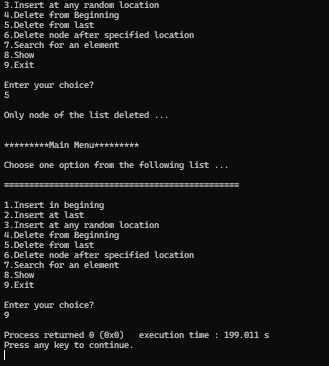 3.Insert at any random location
4.Delete from Beginning
5.Delete from last
6.Delete node after specified location
7.Search for an element
8.Show
9.Exit
Enter your choice?
5
Only node of the list deleted ...
*********Main Menu*********
Choose one option from the following list ...
===============================================
1.Insert in begining
2.Insert at last
3.Insert at any random location
4.Delete from Beginning
5.Delete from last
6.Delete node after specified location
7.Search for an element
8.Show
9.Exit
Enter your choice?
9
Process returned 0 (0x0)   execution time : 199.011 s
Press any key to continue.